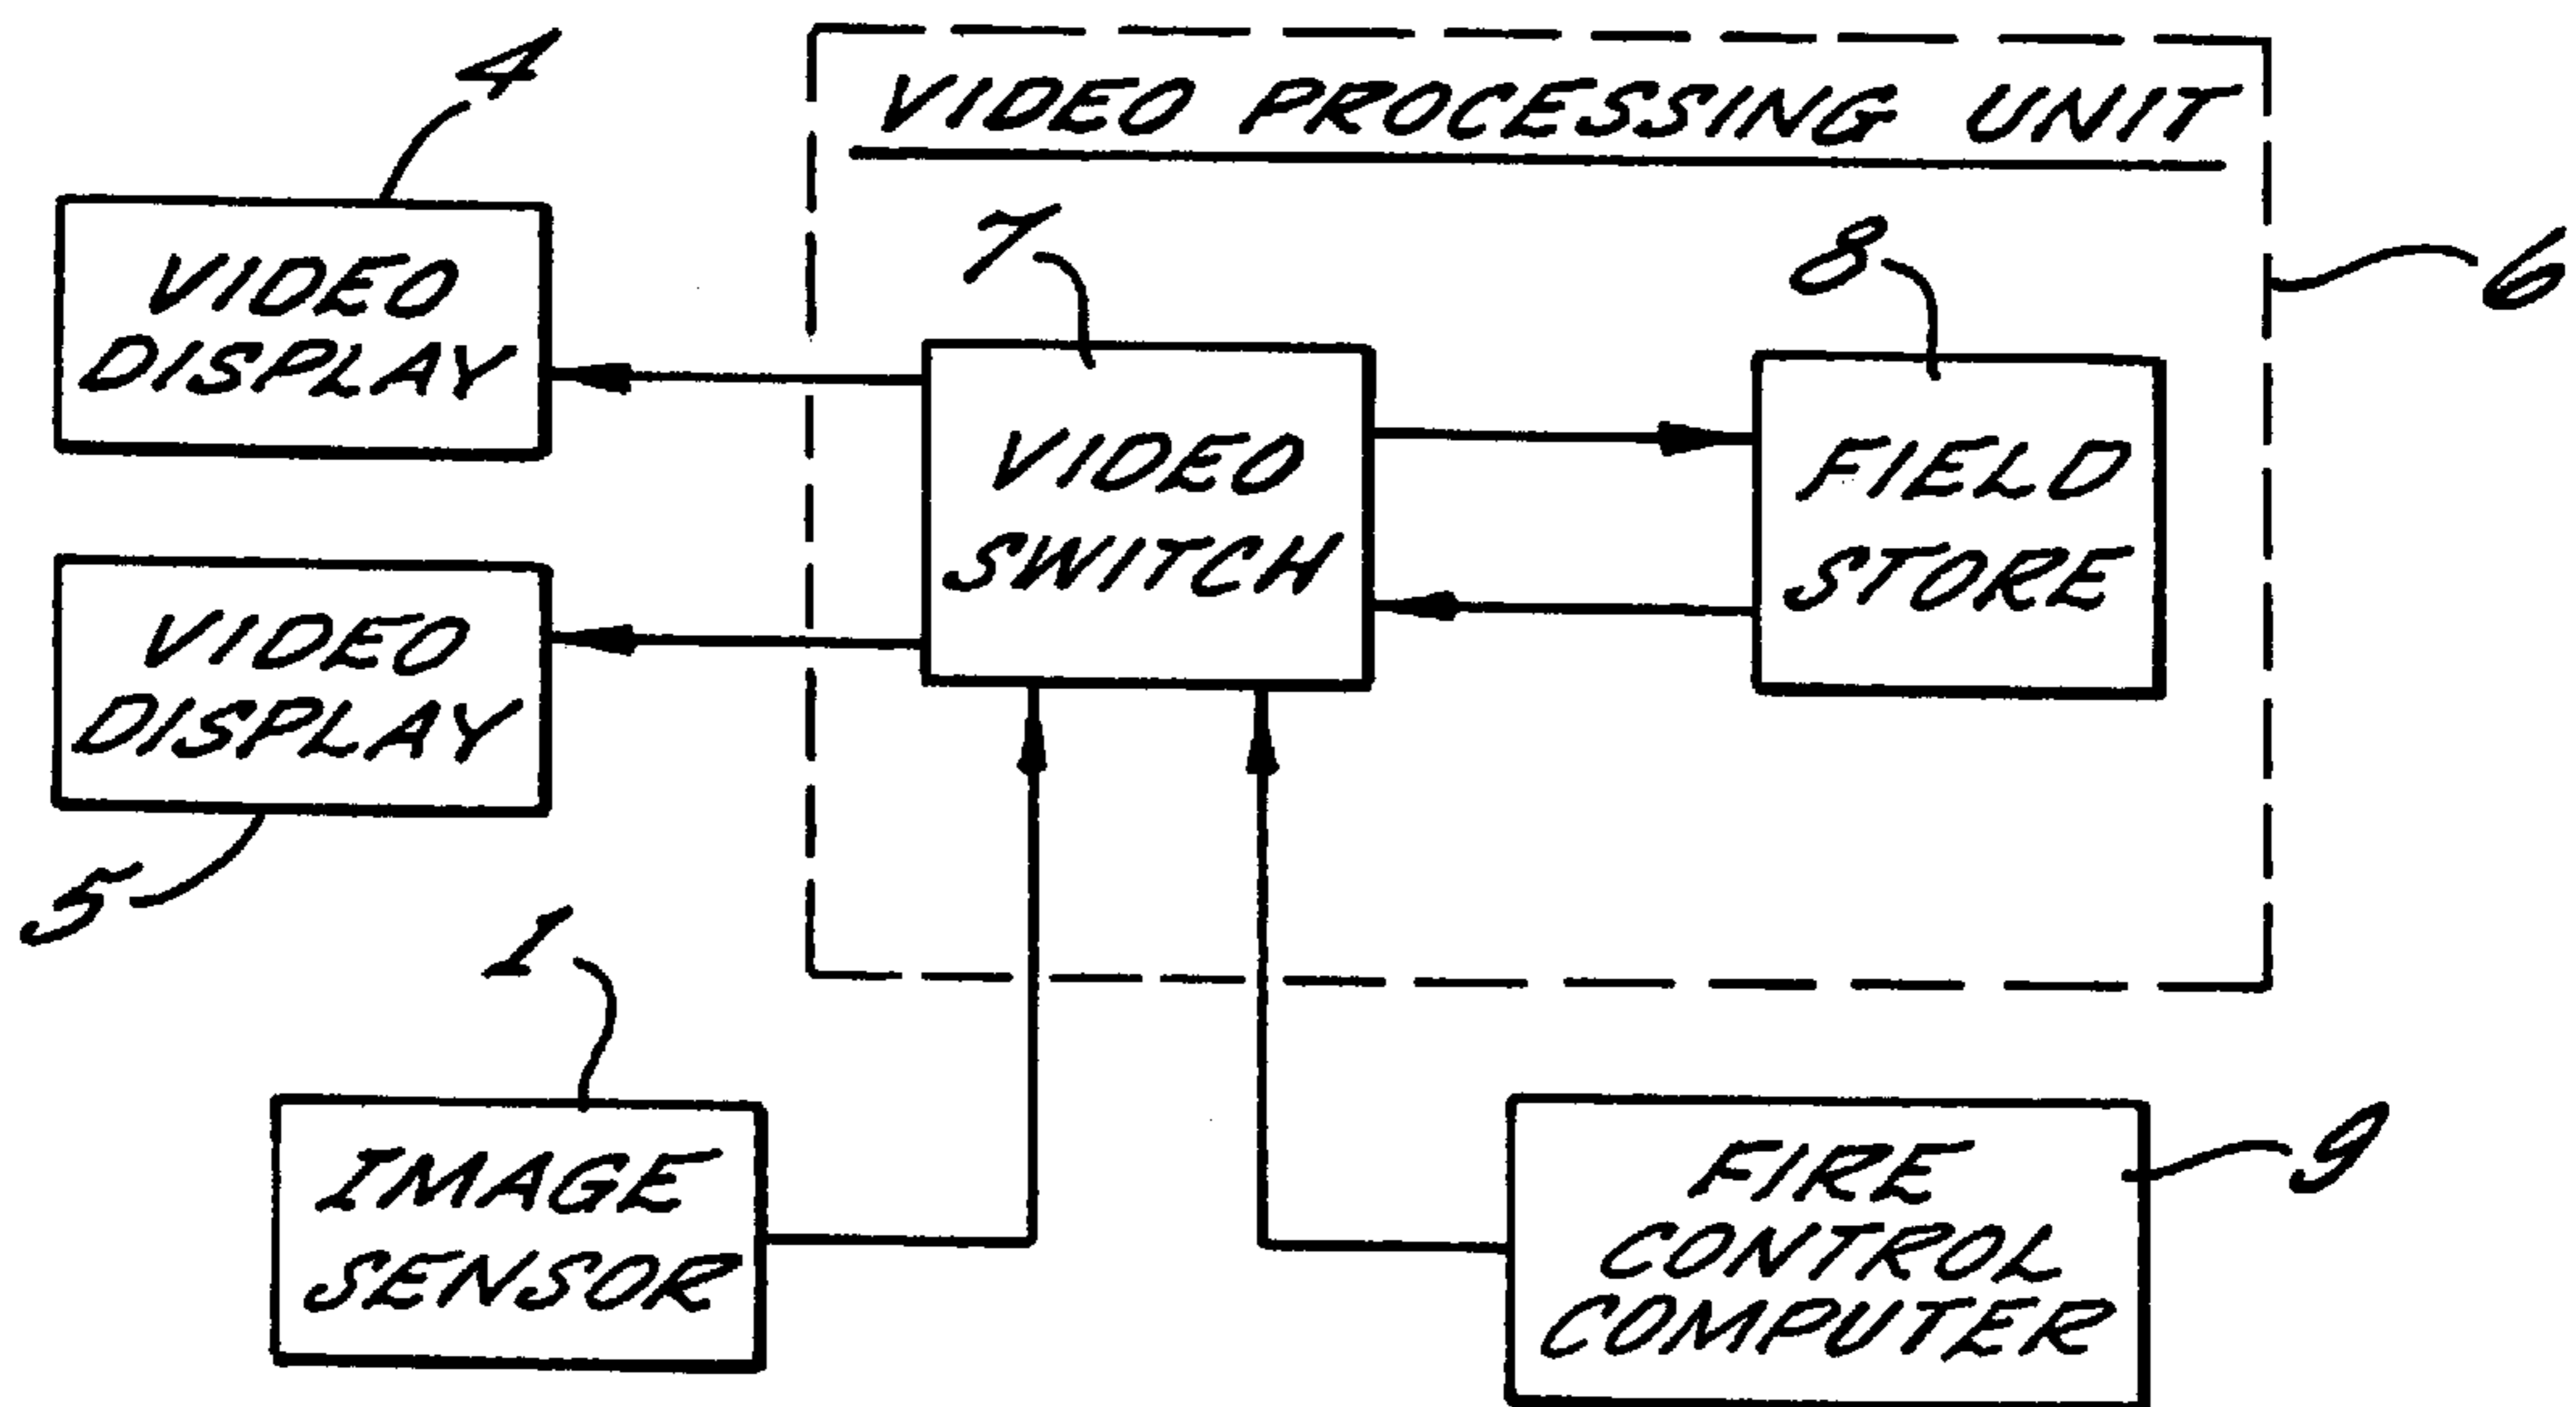 4
VIDEO PROCESSING UNIT
7
8
6
VIDEO
DISPLAY
VIDEO
SWITCH
FIELD
STORE
VIDEO
DISPLAY
5
1
IMAGE
SENSOR
FIRE
CONTROL
COMPUTER
9